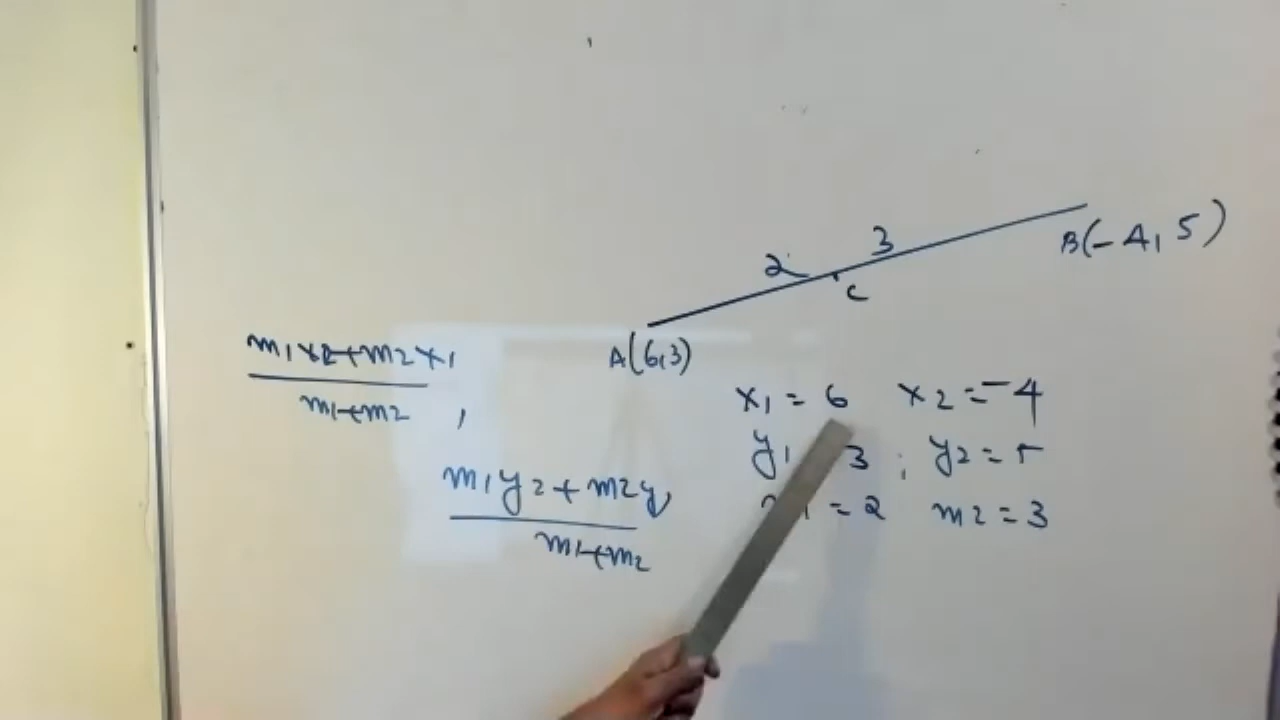 2 3
B(-4, 5)
C
A(6,3)
m1x2+m2x1
m1+m2 ,
m1y2+m2y1
m1+m2
x1 = 6 x2 = -4
y1 3 ; y2 = 5
1 = 2 m2 = 3